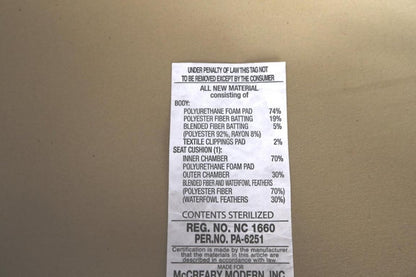 UNDER PENALTY OF LAW THIS TAG NOT
TO BE REMOVED EXCEPT BY THE CONSUMER
ALL NEW MATERIAL
consisting of
BODY:
POLYURETHANE FOAM PAD 74%
POLYESTER FIBER BATTING 19%
BLENDED FIBER BATTING 5%
(POLYESTER 92%, RAYON 8%)
TEXTILE CLIPPINGS PAD 2%
SEAT CUSHION (1):
INNER CHAMBER 70%
POLYURETHANE FOAM PAD
OUTER CHAMBER 30%
BLENDED FIBER AND WATERFOWL FEATHERS
(POLYESTER FIBER 70%)
(WATERFOWL FEATHERS 30%)
CONTENTS STERILIZED
REG. NO. NC 1660
PER.NO. PA-6251
Certification is made by the manufacturer
that the materials in this article are
described in accordance with law.
MADE FOR
McCREARY MODERN, INC.